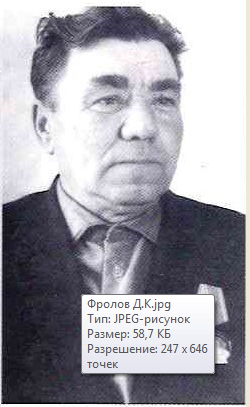 Фролов Д.К.jpg
Тип: JPEG-рисунок
Размер: 58,7 КБ
Разрешение: 247 x 646
точек